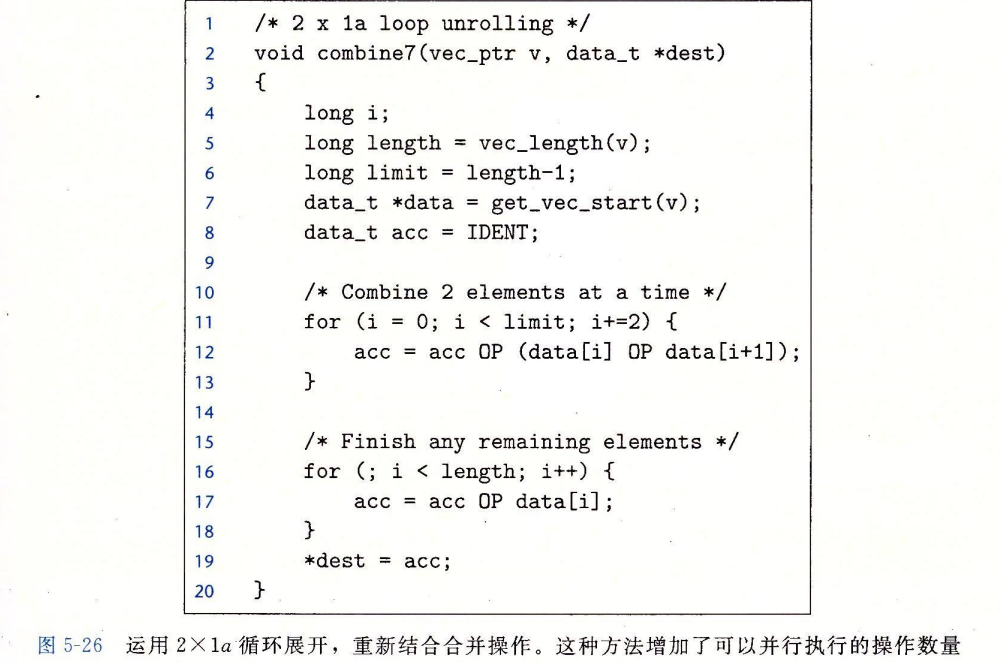 1 /* 2 x 1a loop unrolling */
2 void combine7(vec_ptr v, data_t *dest)
3 {
4     long i;
5     long length = vec_length(v);
6     long limit = length-1;
7     data_t *data = get_vec_start(v);
8     data_t acc = IDENT;
9
10     /* Combine 2 elements at a time */
11     for (i = 0; i < limit; i+=2) {
12         acc = acc OP (data[i] OP data[i+1]);
13     }
14
15     /* Finish any remaining elements */
16     for (; i < length; i++) {
17         acc = acc OP data[i];
18     }
19     *dest = acc;
20 }
图 5-26 运用 2×1a 循环展开，重新结合合并操作。这种方法增加了可以并行执行的操作数量